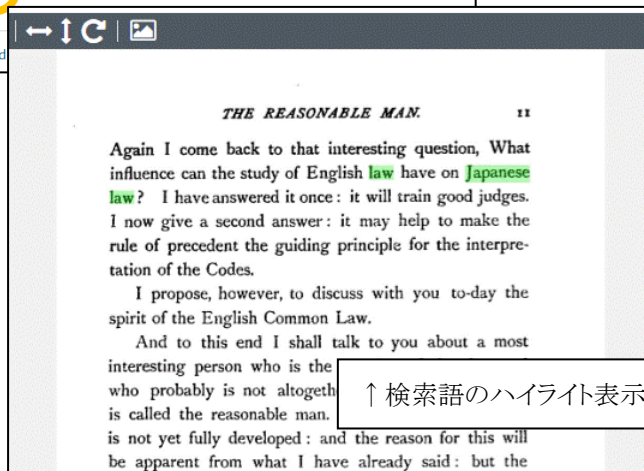 d
THE REASONABLE MAN. 11
Again I come back to that interesting question, What
influence can the study of English law have on Japanese
law? I have answered it once: it will train good judges.
I now give a second answer: it may help to make the
rule of precedent the guiding principle for the interpre-
tation of the Codes.
I propose, however, to discuss with you to-day the
spirit of the English Common Law.
And to this end I shall talk to you about a most
interesting person who is the
who probably is not altogeth
is called the reasonable man.
↑検索語のハイライト表示
is not yet fully developed: and the reason for this will
be apparent from what I have already said: but the